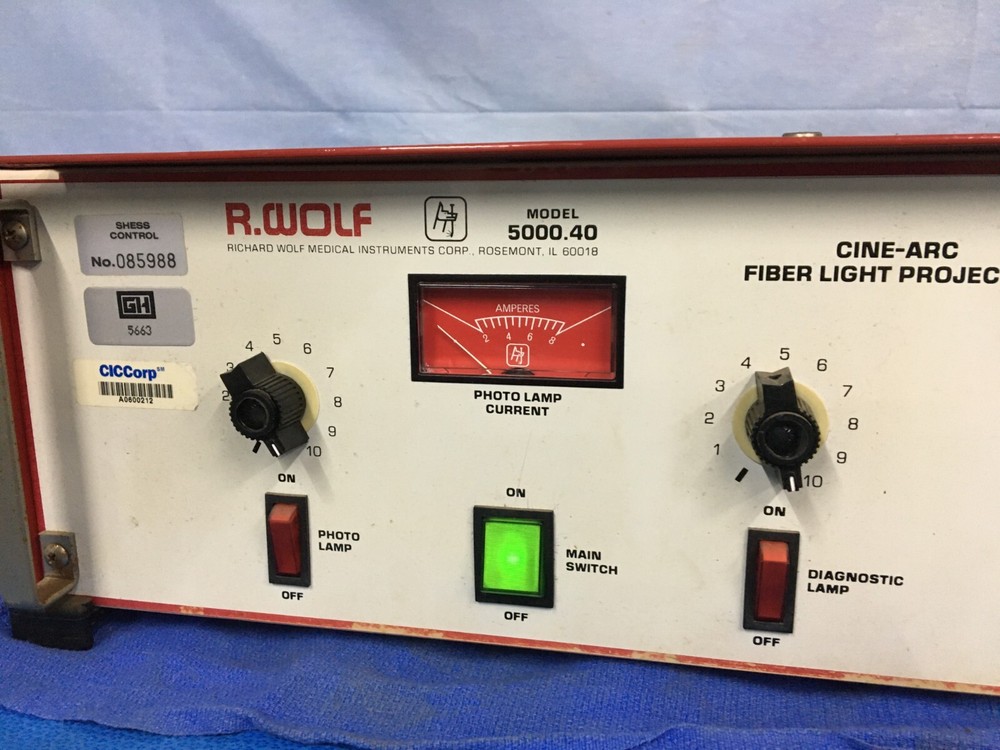 SHESS
CONTROL
No.085988
GH
5663
CICCorp SM
A0600212
R.WOLF
RICHARD WOLF MEDICAL INSTRUMENTS CORP., ROSEMONT, IL 60018
MODEL
5000.40
CINE-ARC
FIBER LIGHT PROJEC
AMPERES
2 4 6 8
PHOTO LAMP
CURRENT
2 3 4 5 6 7 8 9 10
1 2 3 4 5 6 7 8 9 10
ON
PHOTO
LAMP
OFF
ON
MAIN
SWITCH
OFF
ON
DIAGNOSTIC
LAMP
OFF